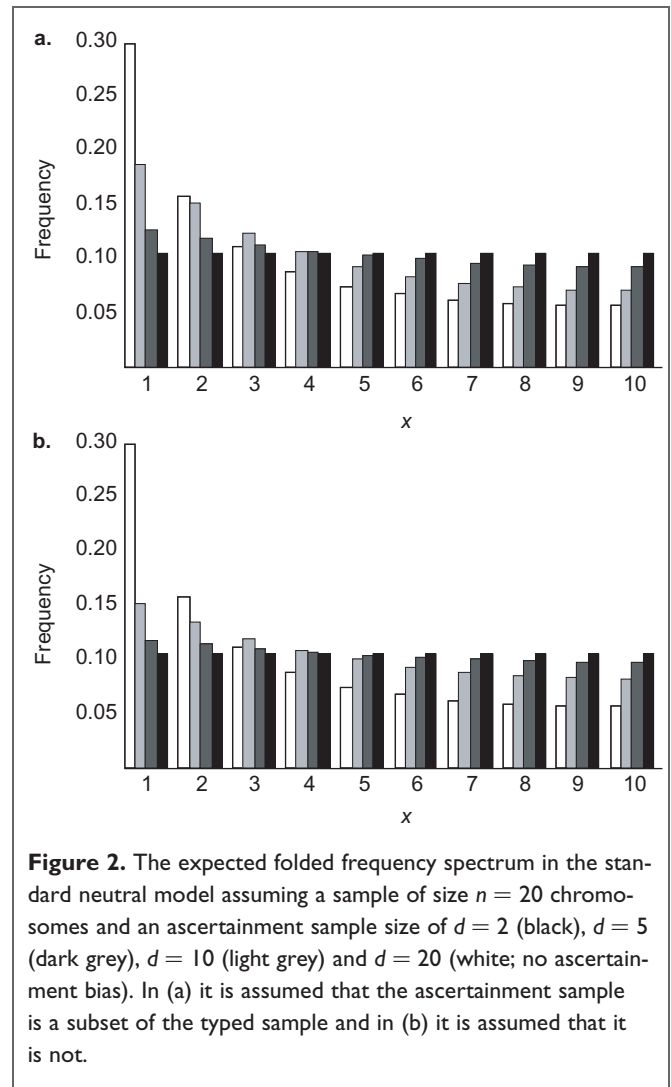 a.
0.30
0.25
0.20
0.15
0.10
0.05
Frequency
1 2 3 4 5 6 7 8 9 10
x
b.
0.30
0.25
0.20
0.15
0.10
0.05
Frequency
1 2 3 4 5 6 7 8 9 10
x
Figure 2. The expected folded frequency spectrum in the stan-
dard neutral model assuming a sample of size n = 20 chromo-
somes and an ascertainment sample size of d = 2 (black), d = 5
(dark grey), d = 10 (light grey) and d = 20 (white; no ascertain-
ment bias). In (a) it is assumed that the ascertainment sample
is a subset of the typed sample and in (b) it is assumed that it
is not.